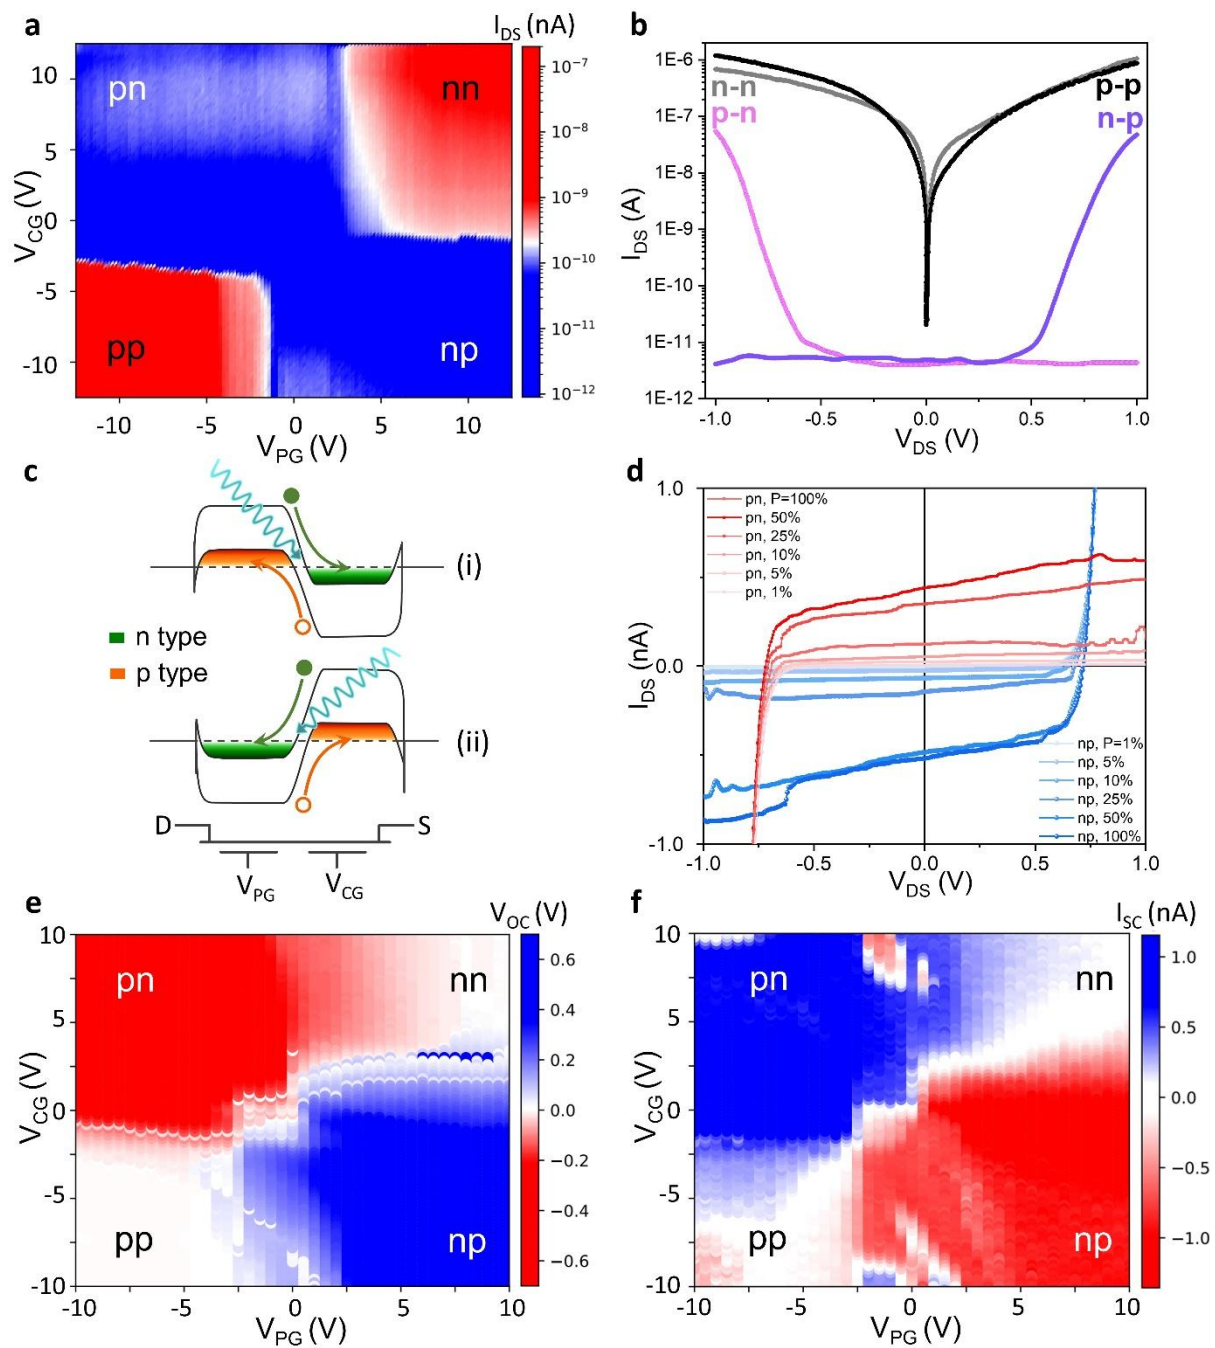 a
I_DS (nA)
V_CG (V)
10
5
0
-5
-10
pn
nn
pp
np
10⁻⁷
10⁻⁸
10⁻⁹
10⁻¹⁰
10⁻¹¹
10⁻¹²
-10 -5 0 5 10
V_PG (V)
b
I_DS (A)
1E-6
1E-7
1E-8
1E-9
1E-10
1E-11
1E-12
n-n
p-n
p-p
n-p
-1.0 -0.5 0.0 0.5 1.0
V_DS (V)
c
(i)
n type
p type
(ii)
D
S
V_PG
V_CG
d
I_DS (nA)
1.0
0.0
-1.0
pn, P=100%
pn, 50%
pn, 25%
pn, 10%
pn, 5%
pn, 1%
np, P=1%
np, 5%
np, 10%
np, 25%
np, 50%
np, 100%
-1.0 -0.5 0.0 0.5 1.0
V_DS (V)
e
V_OC (V)
V_CG (V)
10
5
0
-5
-10
pn
nn
pp
np
0.6
0.4
0.2
0.0
−0.2
−0.4
−0.6
-10 -5 0 5 10
V_PG (V)
f
I_SC (nA)
V_CG (V)
10
5
0
-5
-10
pn
nn
pp
np
1.0
0.5
0.0
−0.5
−1.0
-10 -5 0 5 10
V_PG (V)